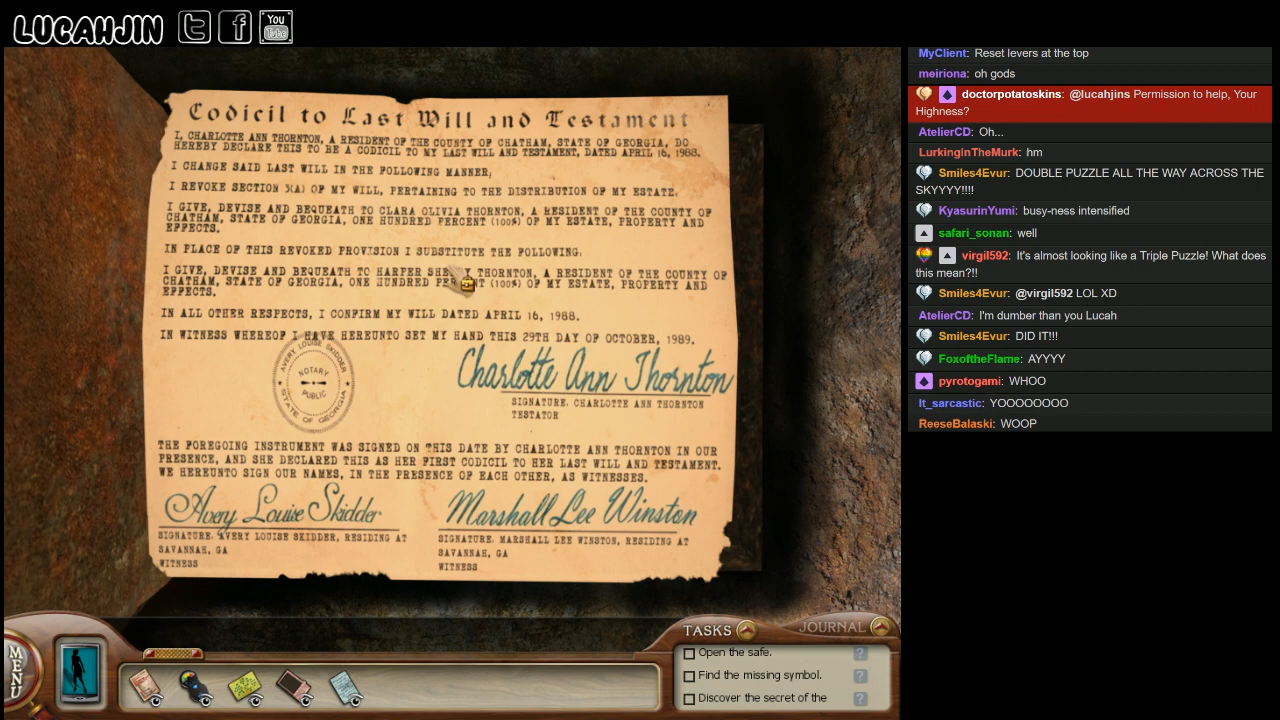 LUCAHJIN
You
Tube
Codicil to Last Will and Testament
I, CHARLOTTE ANN THORNTON, A RESIDENT OF THE COUNTY OF CHATHAM, STATE OF GEORGIA, DO
HEREBY DECLARE THIS TO BE A CODICIL TO MY LAST WILL AND TESTAMENT, DATED APRIL 16, 1988.
I CHANGE SAID LAST WILL IN THE FOLLOWING MANNER;
I REVOKE SECTION 3(A) OF MY WILL, PERTAINING TO THE DISTRIBUTION OF MY ESTATE.
I GIVE, DEVISE AND BEQUEATH TO CLARA OLIVIA THORNTON, A RESIDENT OF THE COUNTY OF
CHATHAM, STATE OF GEORGIA, ONE HUNDRED PERCENT (100%) OF MY ESTATE, PROPERTY AND
EFFECTS.
IN PLACE OF THIS REVOKED PROVISION I SUBSTITUTE THE FOLLOWING.
I GIVE, DEVISE AND BEQUEATH TO HARPER THORNTON, A RESIDENT OF THE COUNTY OF
CHATHAM, STATE OF GEORGIA, ONE HUNDRED (100%) OF MY ESTATE, PROPERTY AND
EFFECTS.
IN ALL OTHER RESPECTS, I CONFIRM MY WILL DATED APRIL 16, 1988.
IN WITNESS WHEREOF I HAVE HEREUNTO SET MY HAND THIS 29TH DAY OF OCTOBER, 1989.
AVERY LOUISE SKIDDER
NOTARY
PUBLIC
STATE OF GEORGIA
Charlotte Ann Thornton
SIGNATURE. CHARLOTTE ANN THORNTON
TESTATOR
THE FOREGOING INSTRUMENT WAS SIGNED ON THIS DATE BY CHARLOTTE ANN THORNTON IN OUR
PRESENCE, AND SHE DECLARED THIS AS HER FIRST CODICIL TO HER LAST WILL AND TESTAMENT.
WE HEREUNTO SIGN OUR NAMES, IN THE PRESENCE OF EACH OTHER, AS WITNESSES.
Avery Louise Skidder
SIGNATURE. AVERY LOUISE SKIDDER, RESIDING AT
SAVANNAH, GA
WITNESS
Marshall Lee Winston
SIGNATURE. MARSHALL LEE WINSTON, RESIDING AT
SAVANNAH, GA
WITNESS
MENU
TASKS
JOURNAL
Open the safe. ?
Find the missing symbol. ?
Discover the secret of the ?
MyClient: Reset levers at the top
meiriona: oh gods
doctorpotatoskins: @lucahjins Permission to help, Your
Highness?
AtelierCD: Oh...
LurkingInTheMurk: hm
Smiles4Evur: DOUBLE PUZZLE ALL THE WAY ACROSS THE
SKYYYY!!!!
KyasurinYumi: busy-ness intensified
safari_sonan: well
virgil592: It's almost looking like a Triple Puzzle! What does
this mean?!!
Smiles4Evur: @virgil592 LOL XD
AtelierCD: I'm dumber than you Lucah
Smiles4Evur: DID IT!!!
FoxoftheFlame: AYYYY
pyrotogami: WHOO
It_sarcastic: YOOOOOOOO
ReeseBalaski: WOOP